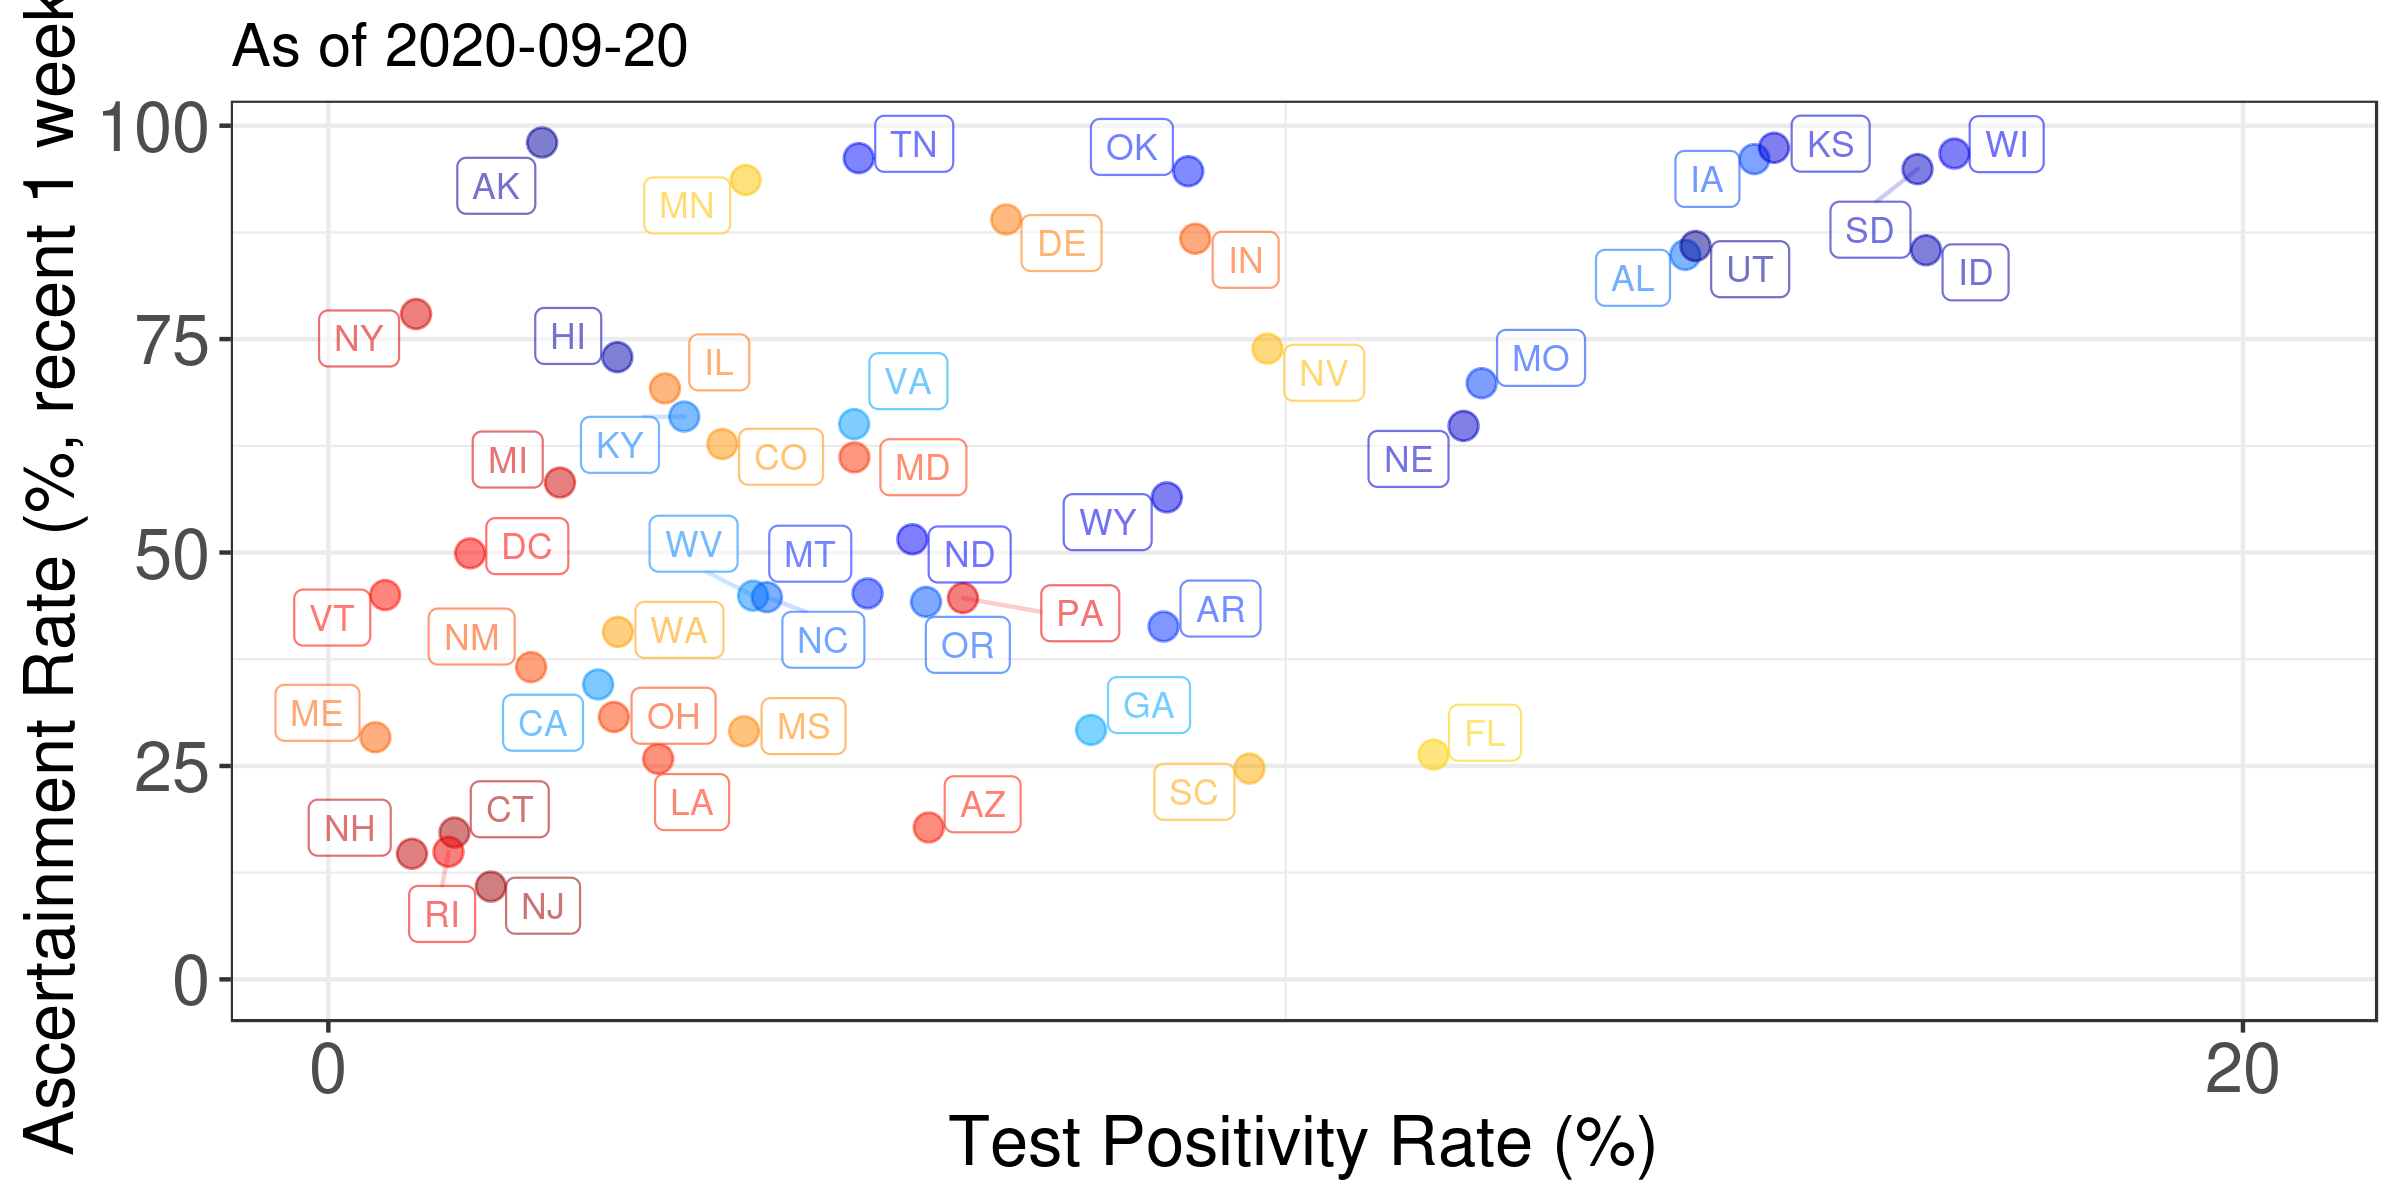 As of 2020-09-20
Ascertainment Rate (%, recent 1 week
100
75
50
25
0
AK
TN
OK
KS
WI
MN
IA
SD
DE
IN
AL
UT
ID
NY
HI
IL
VA
NV
MO
KY
CO
MD
MI
NE
WY
DC
WV
MT
ND
VT
NM
WA
NC
OR
PA
AR
ME
CA
OH
MS
GA
FL
NH
CT
LA
AZ
SC
RI
NJ
0
20
Test Positivity Rate (%)